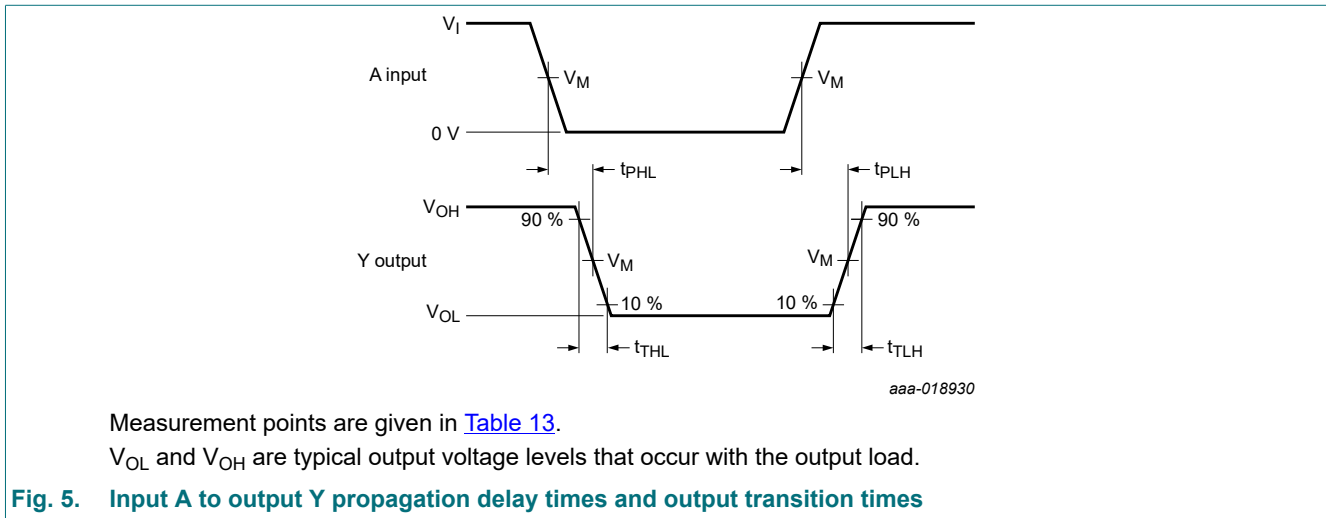 VI
A input
VM
VM
0 V
tPHL
tPLH
VOH
90 %
90 %
Y output
VM
VM
10 %
10 %
VOL
tTHL
tTLH
aaa-018930
Measurement points are given in Table 13.
VOL and VOH are typical output voltage levels that occur with the output load.
Fig. 5. Input A to output Y propagation delay times and output transition times